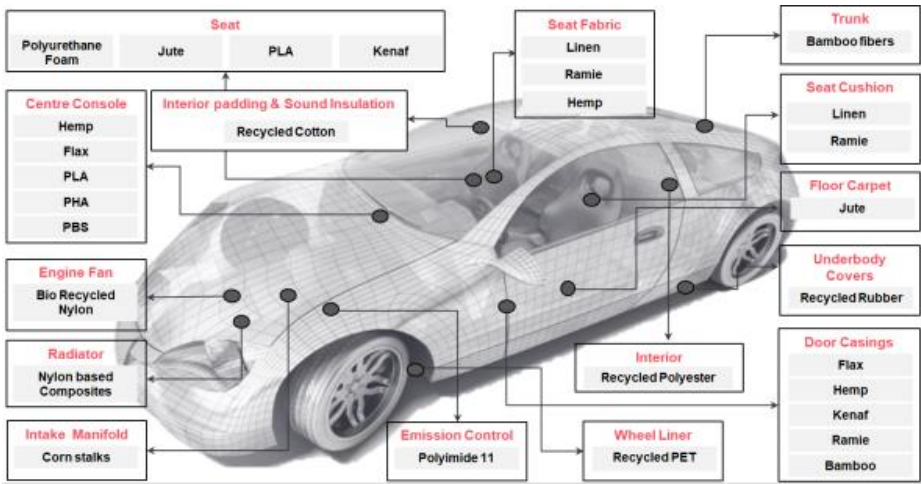 Seat
Polyurethane Foam
Jute
PLA
Kenaf
Seat Fabric
Linen
Ramie
Hemp
Trunk
Bamboo fibers
Centre Console
Hemp
Flax
PLA
PHA
PBS
Interior padding & Sound Insulation
Recycled Cotton
Seat Cushion
Linen
Ramie
Floor Carpet
Jute
Engine Fan
Bio Recycled
Nylon
Underbody
Covers
Recycled Rubber
Radiator
Nylon based
Composites
Interior
Recycled Polyester
Door Casings
Flax
Hemp
Kenaf
Ramie
Bamboo
Intake Manifold
Corn stalks
Emission Control
Polyimide 11
Wheel Liner
Recycled PET